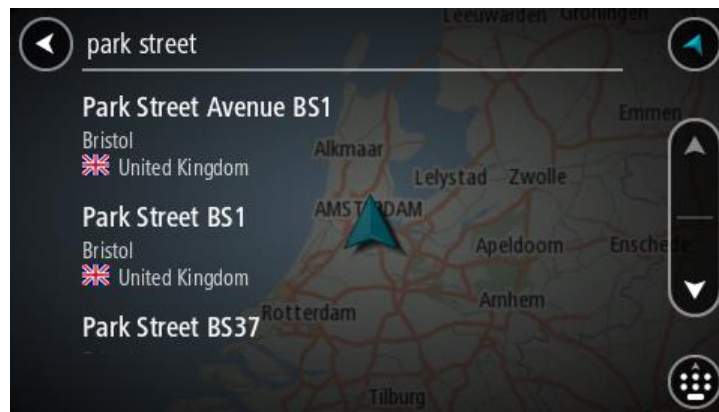 Leeuwarden Groningen
park street
Park Street Avenue BS1
Bristol
United Kingdom
Park Street BS1
Bristol
United Kingdom
Park Street BS37
Emmen
Alkmaar
Lelystad Zwolle
AMSTERDAM
Apeldoorn Enschede
Arnhem
Rotterdam
Tilburg